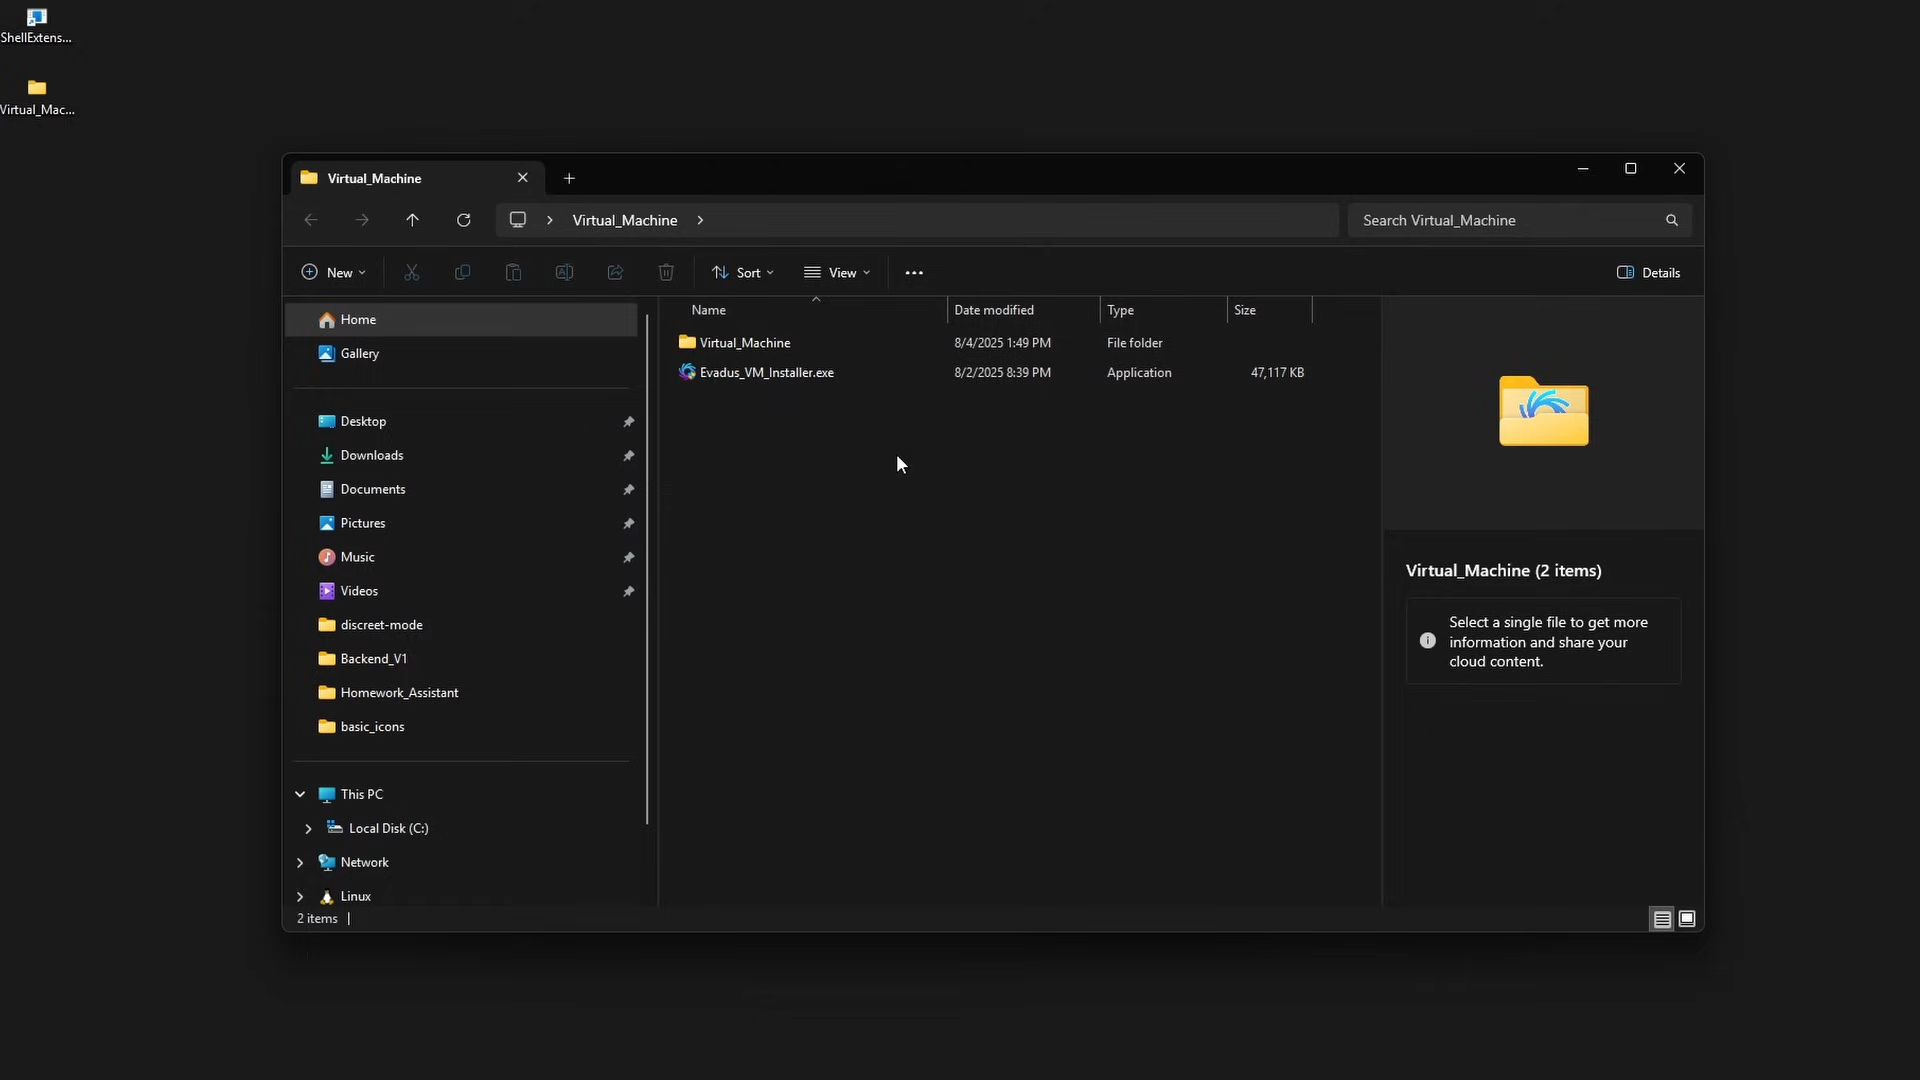 ShellExtens...
Virtual_Mac...
Virtual_Machine
Virtual_Machine
Search Virtual_Machine
New
Sort
View
Details
Home
Gallery
Desktop
Downloads
Documents
Pictures
Music
Videos
discreet-mode
Backend_V1
Homework_Assistant
basic_icons
This PC
Local Disk (C:)
Network
Linux
Name Date modified Type Size
Virtual_Machine 8/4/2025 1:49 PM File folder
Evadus_VM_Installer.exe 8/2/2025 8:39 PM Application 47,117 KB
Virtual_Machine (2 items)
Select a single file to get more
information and share your
cloud content.
2 items